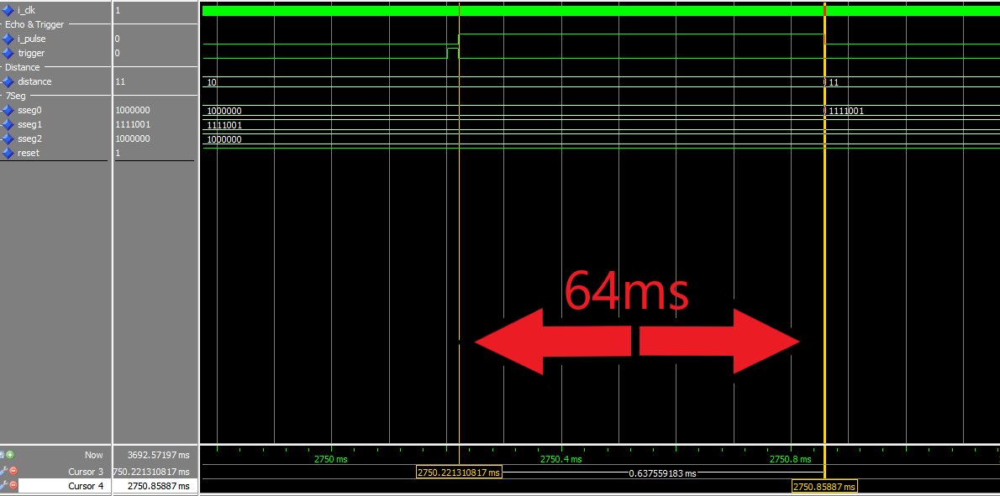 i_clk 1
Echo & Trigger
i_pulse 0
trigger 0
Distance
distance 11 10 11
7Seg
sseg0 1000000 1000000 1111001
sseg1 1111001 1111001
sseg2 1000000 1000000
reset 1
64ms
Now 3692.57197 ms 2750 ms 2750.4 ms 2750.8 ms
Cursor 3 750.221310817 ms 2750.221310817 ms 0.637559183 ms
Cursor 4 2750.85887 ms 2750.85887 ms